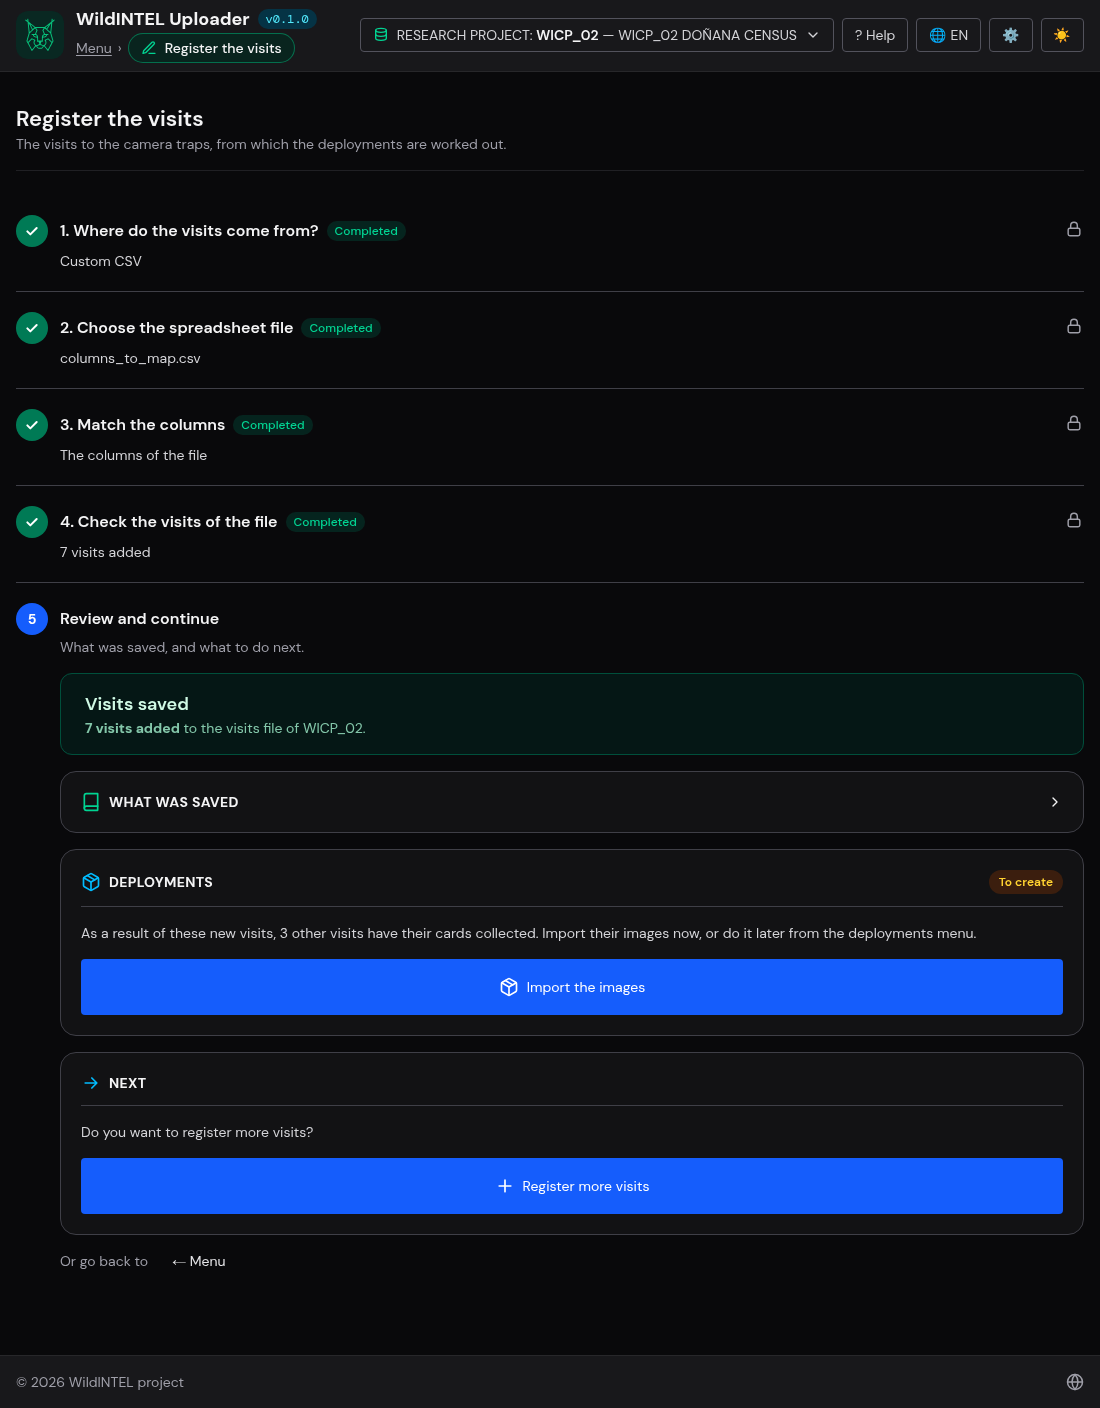 WildINTEL Uploader v0.1.0
Menu › Register the visits
RESEARCH PROJECT: WICP_02 — WICP_02 DOÑANA CENSUS
? Help
EN
Register the visits
The visits to the camera traps, from which the deployments are worked out.
1. Where do the visits come from? Completed
Custom CSV
2. Choose the spreadsheet file Completed
columns_to_map.csv
3. Match the columns Completed
The columns of the file
4. Check the visits of the file Completed
7 visits added
5 Review and continue
What was saved, and what to do next.
Visits saved
7 visits added to the visits file of WICP_02.
WHAT WAS SAVED
DEPLOYMENTS To create
As a result of these new visits, 3 other visits have their cards collected. Import their images now, or do it later from the deployments menu.
Import the images
NEXT
Do you want to register more visits?
Register more visits
Or go back to ← Menu
© 2026 WildINTEL project